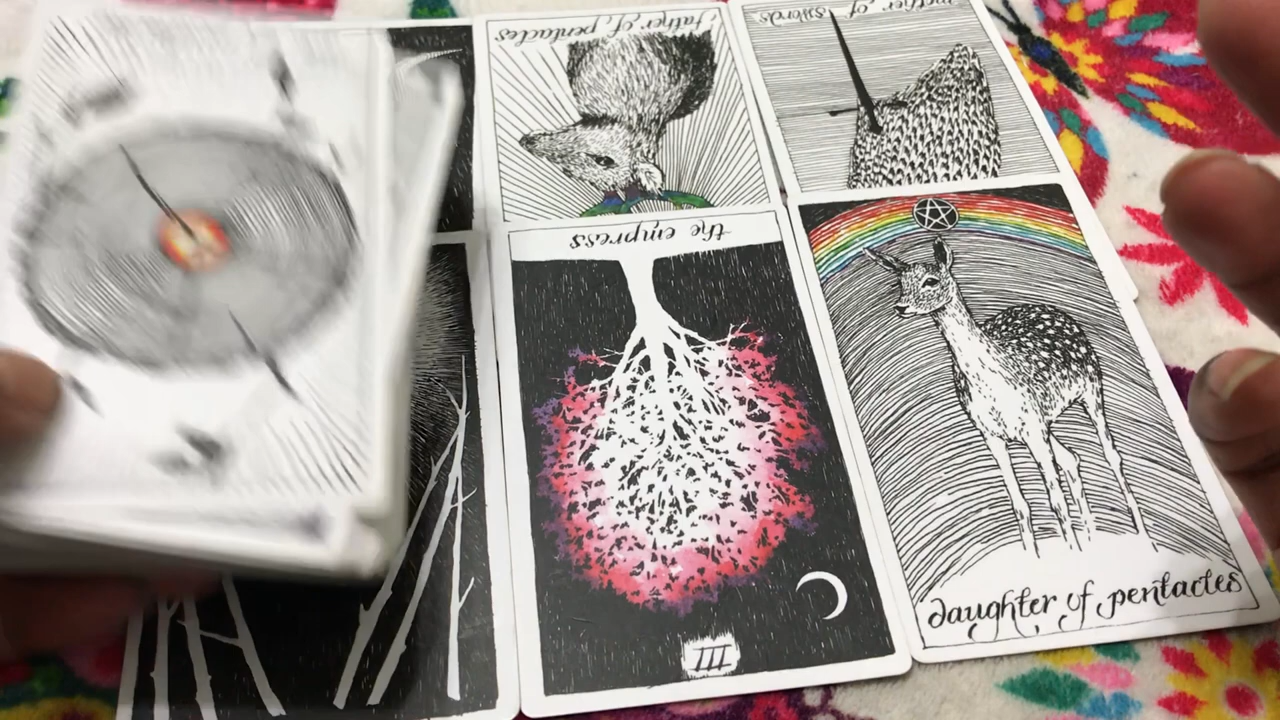 father of pentacles
mother of swords
the empress
III
daughter of pentacles